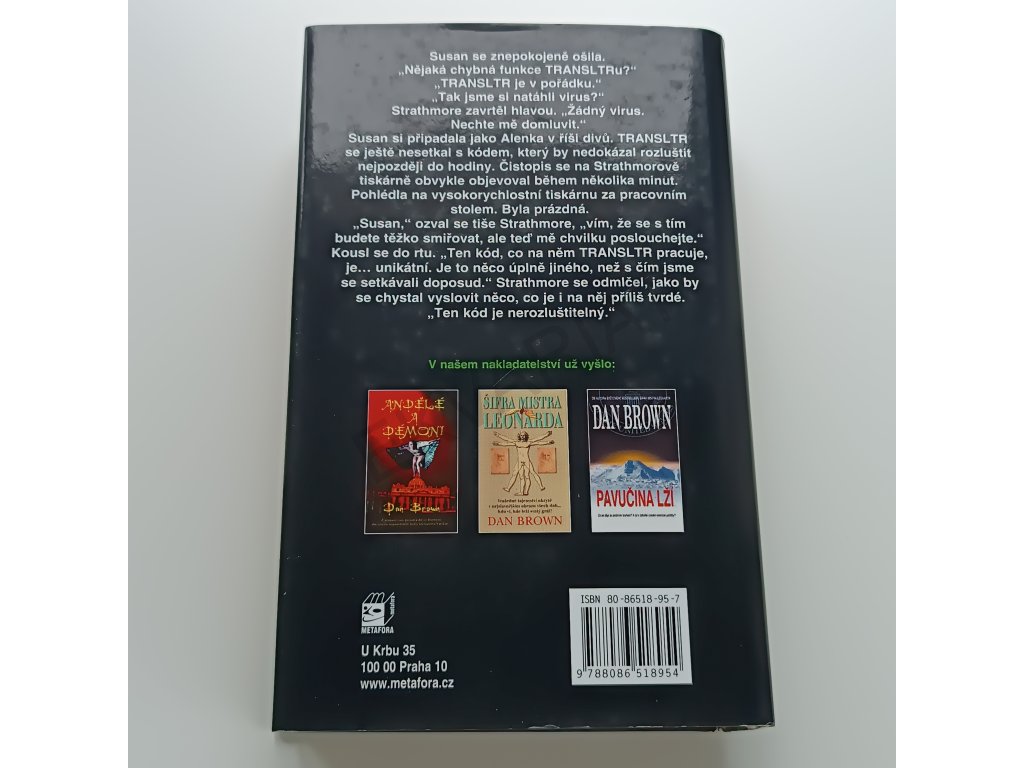 Susan se znepokojeně ošila.
„Nějaká chybná funkce TRANSLTRu?“
„TRANSLTR je v pořádku.“
„Tak jsme si natáhli virus?“
Strathmore zavrtěl hlavou. „Žádný virus.
Nechte mě domluvit.“
Susan si připadala jako Alenka v říši divů. TRANSLTR
se ještě nesetkal s kódem, který by nedokázal rozluštit
nejpozději do hodiny. Čistopis se na Strathmorově
tiskárně obvykle objevoval během několika minut.
Pohlédla na vysokorychlostní tiskárnu za pracovním
stolem. Byla prázdná.
„Susan,“ ozval se tiše Strathmore, „vím, že se s tím
budete těžko smiřovat, ale teď mě chvilku poslouchejte.“
Kousl se do rtu. „Ten kód, co na něm TRANSLTR pracuje,
je... unikátní. Je to něco úplně jiného, než s čím jsme
se setkávali doposud.“ Strathmore se odmlčel, jako by
se chystal vyslovit něco, co je i na něj příliš tvrdé.
„Ten kód je nerozluštitelný.“
V našem nakladatelství už vyšlo:
ANDĚLÉ
A
DÉMONI
Dan Brown
ŠIFRA MISTRA
LEONARDA
DAN BROWN
DAN BROWN
PAVUČINA LŽÍ
METAFORA
U Krbu 35
100 00 Praha 10
www.metafora.cz
ISBN 80-86518-95-7
9 788086 518954